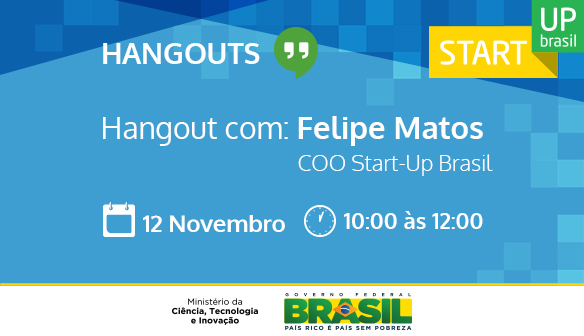 HANGOUTS
START
UP
brasil
Hangout com: Felipe Matos
COO Start-Up Brasil
12 Novembro
10:00 às 12:00
Ministério da
Ciência, Tecnologia
e Inovação
GOVERNO FEDERAL
BRASIL
PAÍS RICO É PAÍS SEM POBREZA